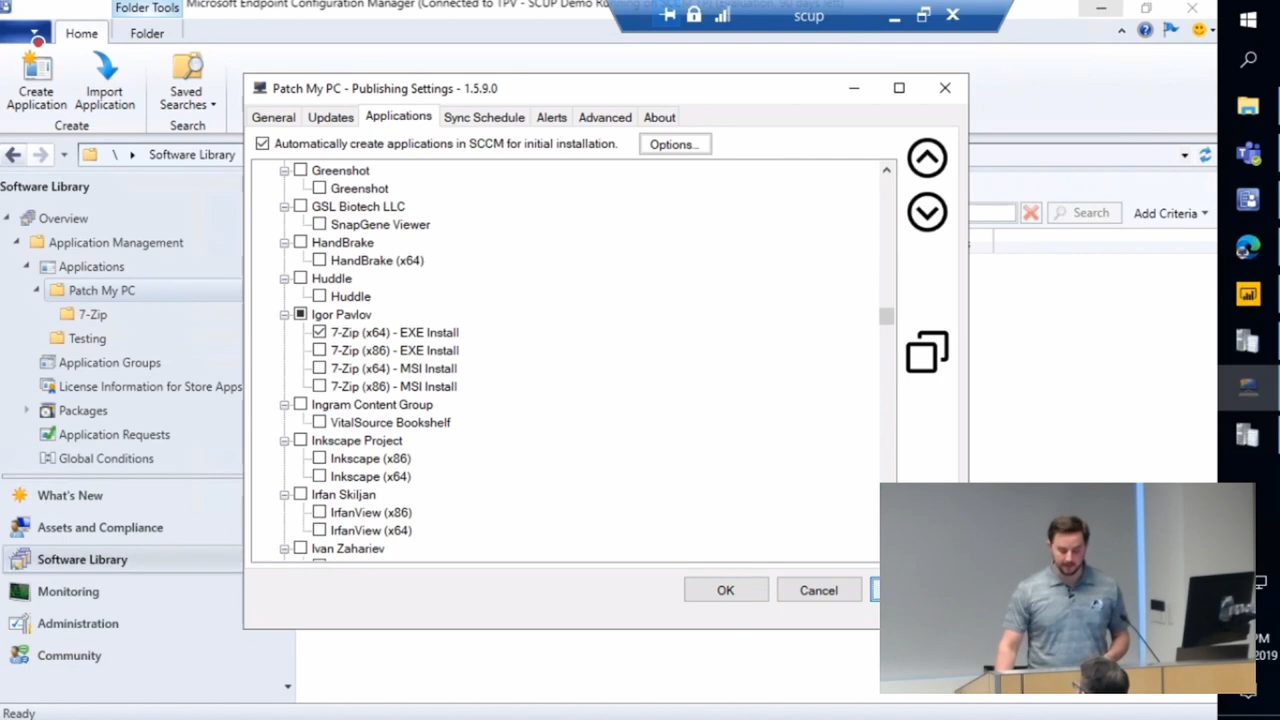 Folder Tools
Microsoft Endpoint Configuration Manager (Connected to TPV - SCUP Demo
scup
Home
Folder
Create
Application
Import
Application
Saved
Searches
Create
Search
\
Software Library
Patch My PC - Publishing Settings - 1.5.9.0
General
Updates
Applications
Sync Schedule
Alerts
Advanced
About
Automatically create applications in SCCM for initial installation.
Options...
Greenshot
Greenshot
GSL Biotech LLC
SnapGene Viewer
HandBrake
HandBrake (x64)
Huddle
Huddle
Igor Pavlov
7-Zip (x64) - EXE Install
7-Zip (x86) - EXE Install
7-Zip (x64) - MSI Install
7-Zip (x86) - MSI Install
Ingram Content Group
VitalSource Bookshelf
Inkscape Project
Inkscape (x86)
Inkscape (x64)
Irfan Skiljan
IrfanView (x86)
IrfanView (x64)
Ivan Zahariev
OK
Cancel
Search
Add Criteria
Software Library
Overview
Application Management
Applications
Patch My PC
7-Zip
Testing
Application Groups
License Information for Store Apps
Packages
Application Requests
Global Conditions
What's New
Assets and Compliance
Software Library
Monitoring
Administration
Community
Ready
PM
2019